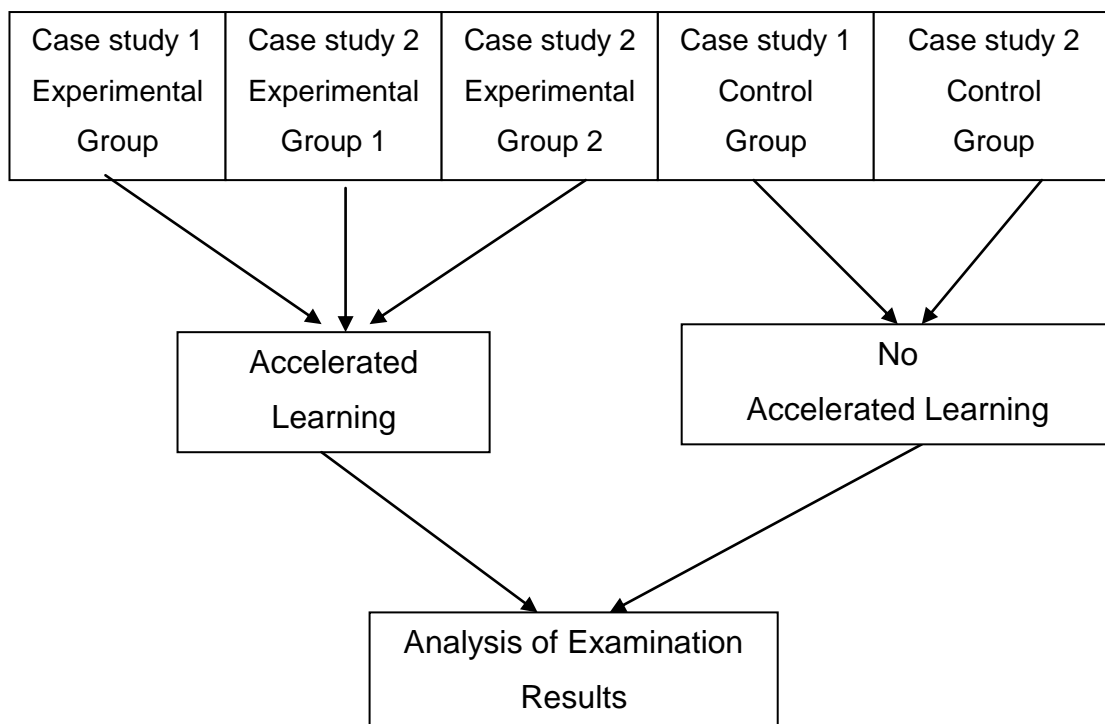 Case study 1
Experimental
Group
Case study 2
Experimental
Group 1
Case study 2
Experimental
Group 2
Case study 1
Control
Group
Case study 2
Control
Group
Accelerated
Learning
No
Accelerated Learning
Analysis of Examination
Results